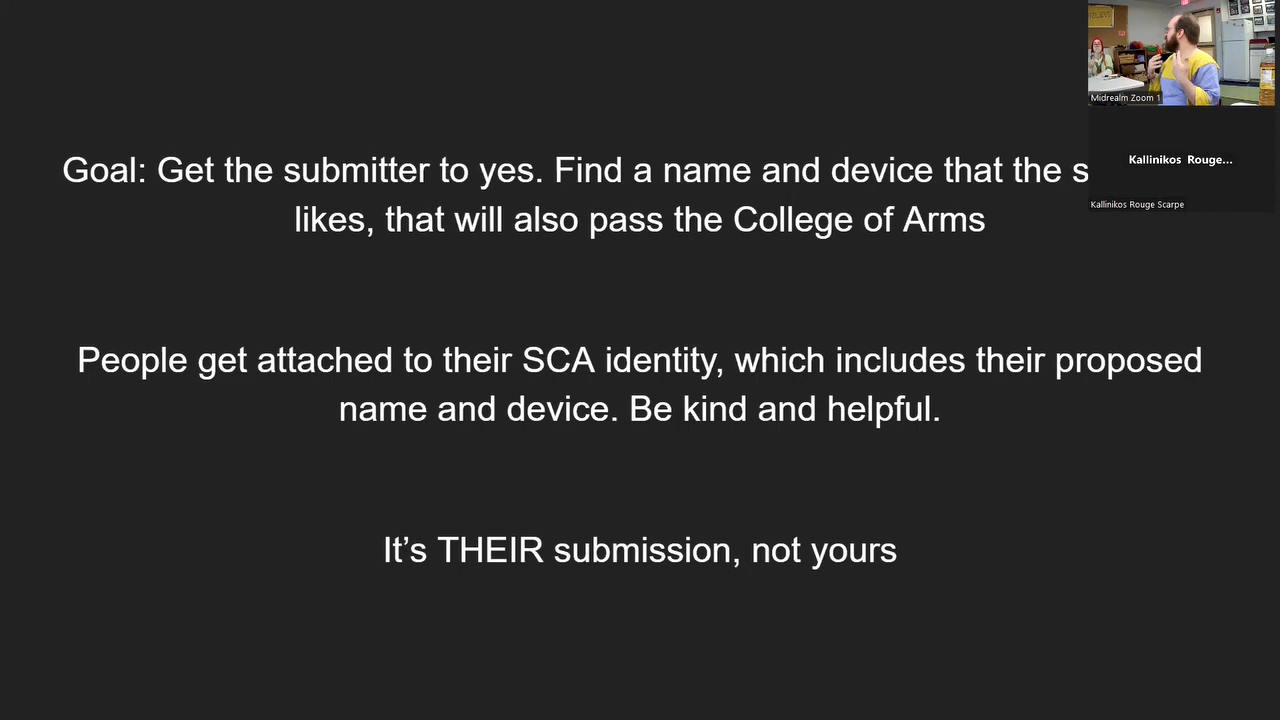 Goal: Get the submitter to yes. Find a name and device that the s
likes, that will also pass the College of Arms
People get attached to their SCA identity, which includes their proposed
name and device. Be kind and helpful.
It's THEIR submission, not yours
Midrealm Zoom 1
Kallinikos Rouge...
Kallinikos Rouge Scarpe